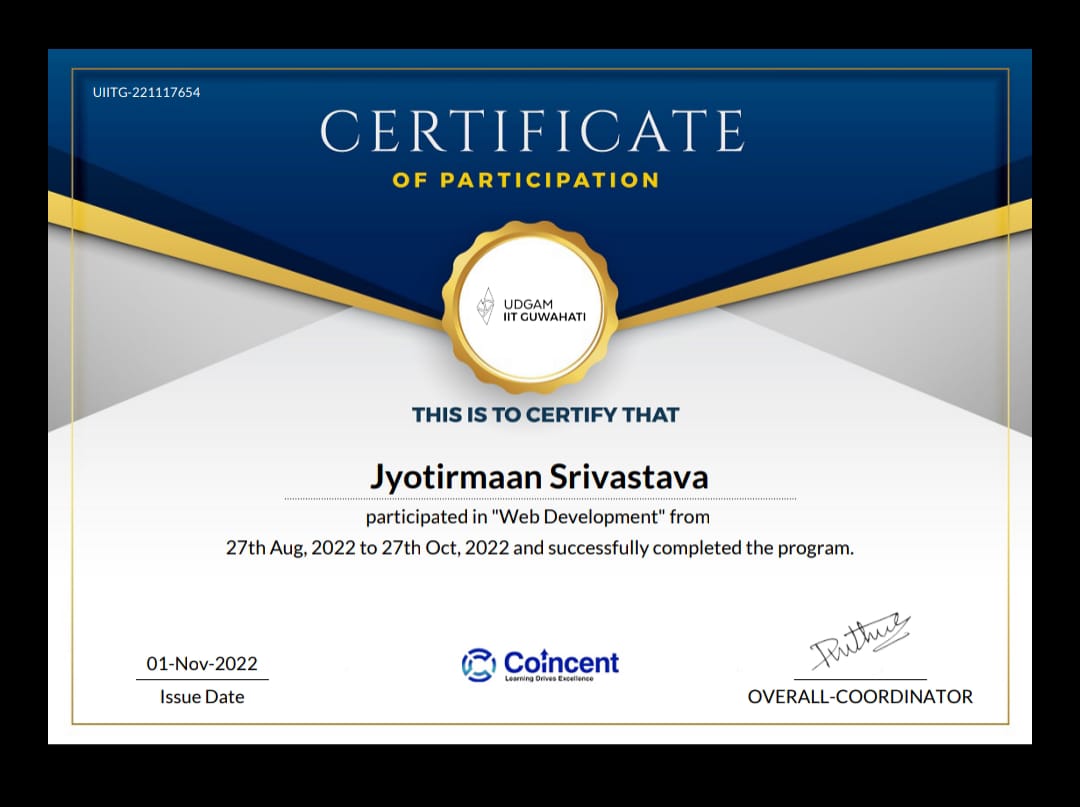 UIITG-221117654
CERTIFICATE
OF PARTICIPATION
UDGAM
IIT GUWAHATI
THIS IS TO CERTIFY THAT
Jyotirmaan Srivastava
participated in "Web Development" from
27th Aug, 2022 to 27th Oct, 2022 and successfully completed the program.
01-Nov-2022
Issue Date
Coincent
Learning Drives Excellence
OVERALL-COORDINATOR